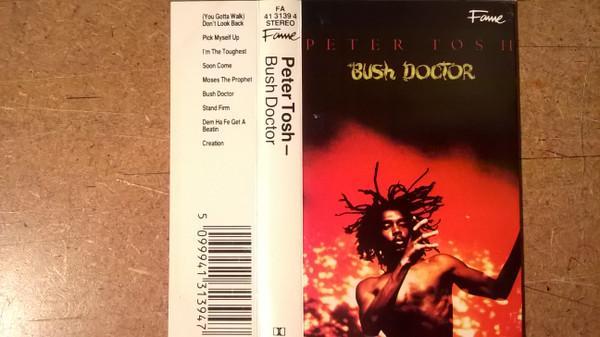 (You Gotta Walk)
Don't Look Back
Pick Myself Up
I'm The Toughest
Soon Come
Moses The Prophet
Bush Doctor
Stand Firm
Dem Ha Fe Get A
Beatin
Creation
5 099941 313947
FA
41 3139 4
STEREO
Fame
Peter Tosh–
Bush Doctor
Fame
PETER TOSH
BUSH DOCTOR